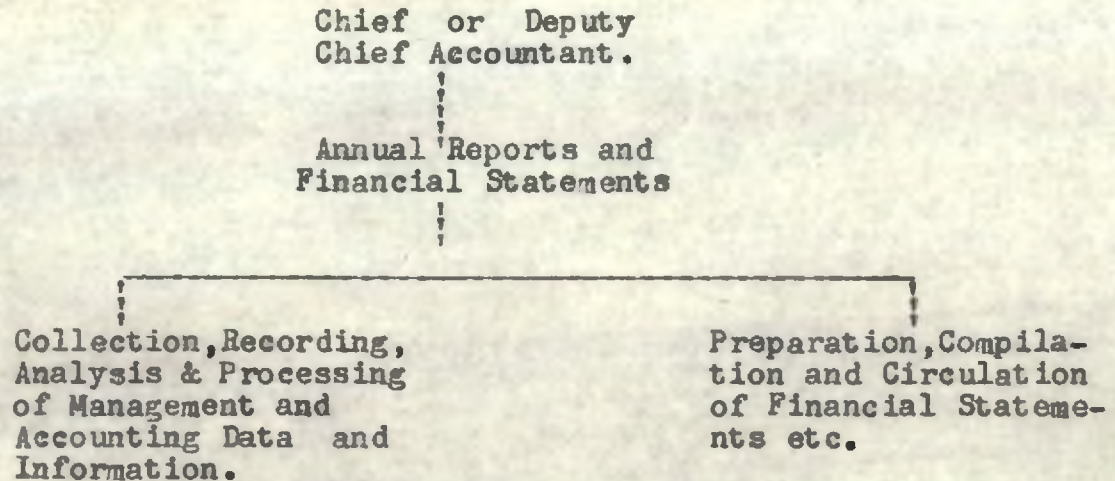 Chief or Deputy
Chief Accountant.
Annual Reports and
Financial Statements
Collection,Recording,
Analysis & Processing
of Management and
Accounting Data and
Information.
Preparation,Compila-
tion and Circulation
of Financial Stateme-
nts etc.